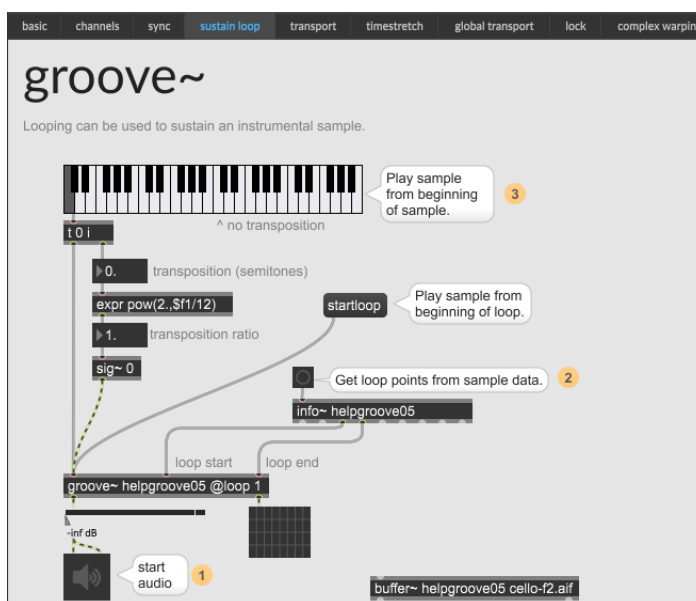 basic channels sync sustain loop transport timestretch global transport lock complex warpin
groove~
Looping can be used to sustain an instrumental sample.
Play sample
from beginning
of sample.
3
^ no transposition
t 0 i
0.
transposition (semitones)
expr pow(2.,$f1/12)
startloop
Play sample from
beginning of loop.
1.
transposition ratio
sig~ 0
Get loop points from sample data.
2
info~ helpgroove05
loop start
loop end
groove~ helpgroove05 @loop 1
-inf dB
start
audio
1
buffer~ helpgroove05 cello-f2.aif